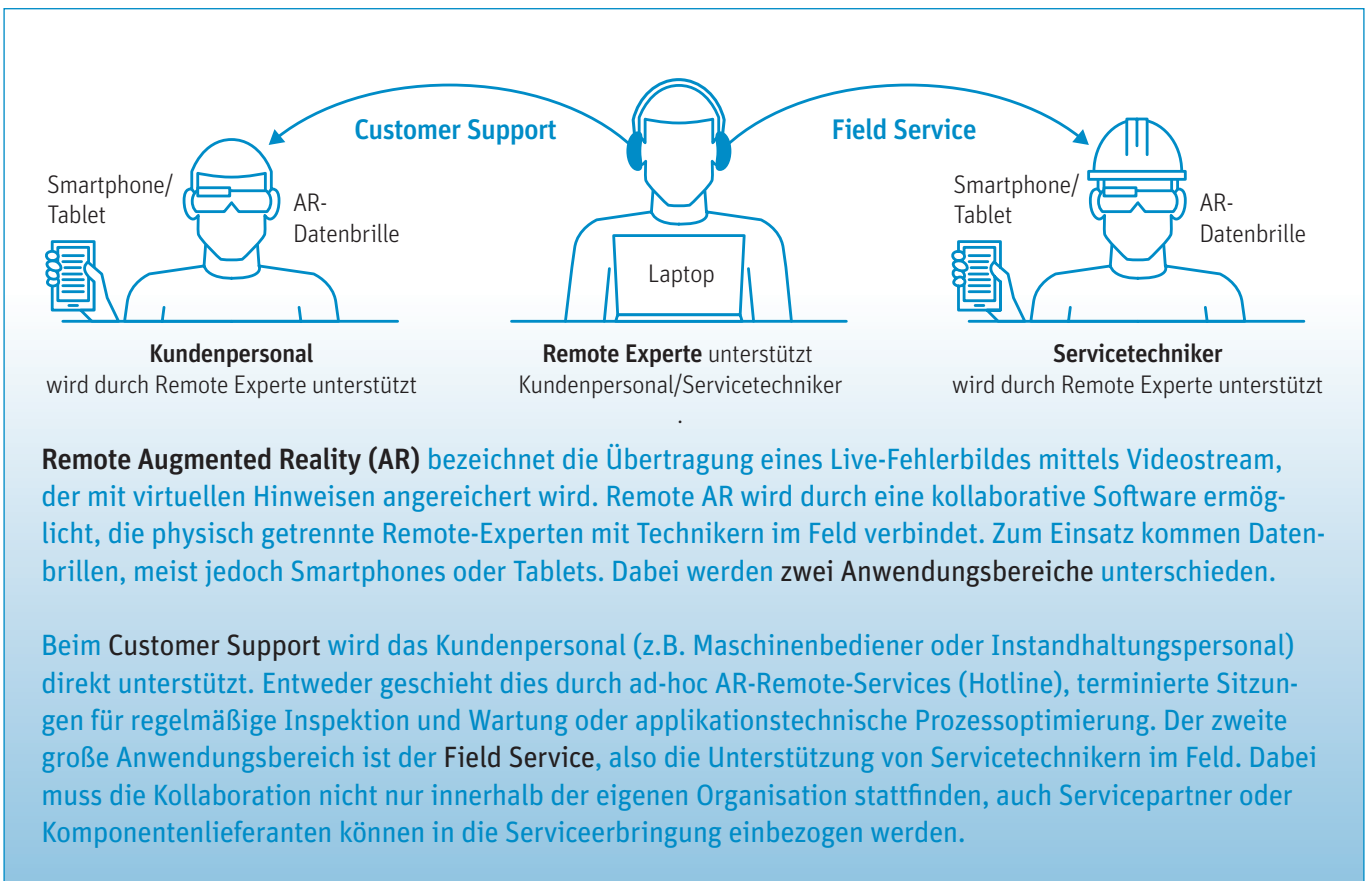 Customer Support
Field Service
Smartphone/
Tablet
AR-
Datenbrille
Laptop
Smartphone/
Tablet
AR-
Datenbrille
Kundenpersonal
wird durch Remote Experte unterstützt
Remote Experte unterstützt
Kundenpersonal/Servicetechniker
.
Servicetechniker
wird durch Remote Experte unterstützt
Remote Augmented Reality (AR) bezeichnet die Übertragung eines Live-Fehlerbildes mittels Videostream,
der mit virtuellen Hinweisen angereichert wird. Remote AR wird durch eine kollaborative Software ermög-
licht, die physisch getrennte Remote-Experten mit Technikern im Feld verbindet. Zum Einsatz kommen Daten-
brillen, meist jedoch Smartphones oder Tablets. Dabei werden zwei Anwendungsbereiche unterschieden.
Beim Customer Support wird das Kundenpersonal (z.B. Maschinenbediener oder Instandhaltungspersonal)
direkt unterstützt. Entweder geschieht dies durch ad-hoc AR-Remote-Services (Hotline), terminierte Sitzun-
gen für regelmäßige Inspektion und Wartung oder applikationstechnische Prozessoptimierung. Der zweite
große Anwendungsbereich ist der Field Service, also die Unterstützung von Servicetechnikern im Feld. Dabei
muss die Kollaboration nicht nur innerhalb der eigenen Organisation stattfinden, auch Servicepartner oder
Komponentenlieferanten können in die Serviceerbringung einbezogen werden.